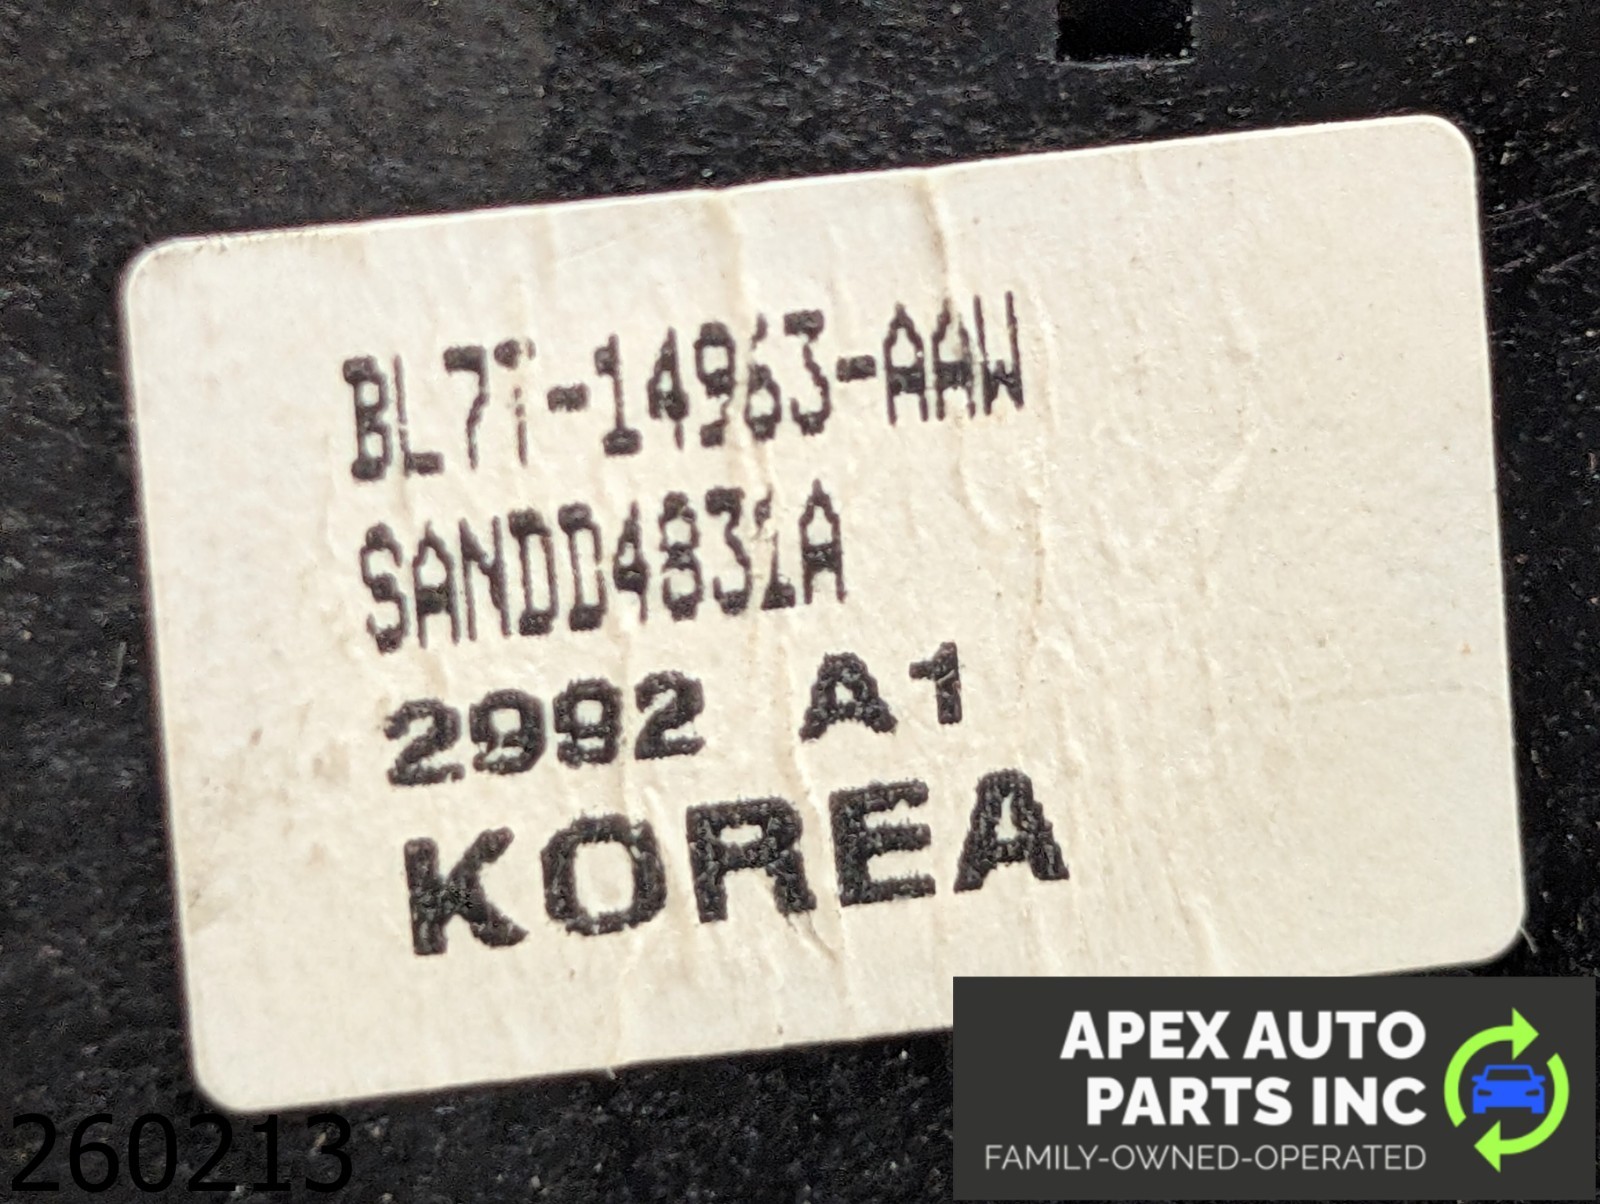 BL7T-14963-AAW
SANDD4831A
2992 A1
KOREA
APEX AUTO
PARTS INC
FAMILY-OWNED-OPERATED
260213